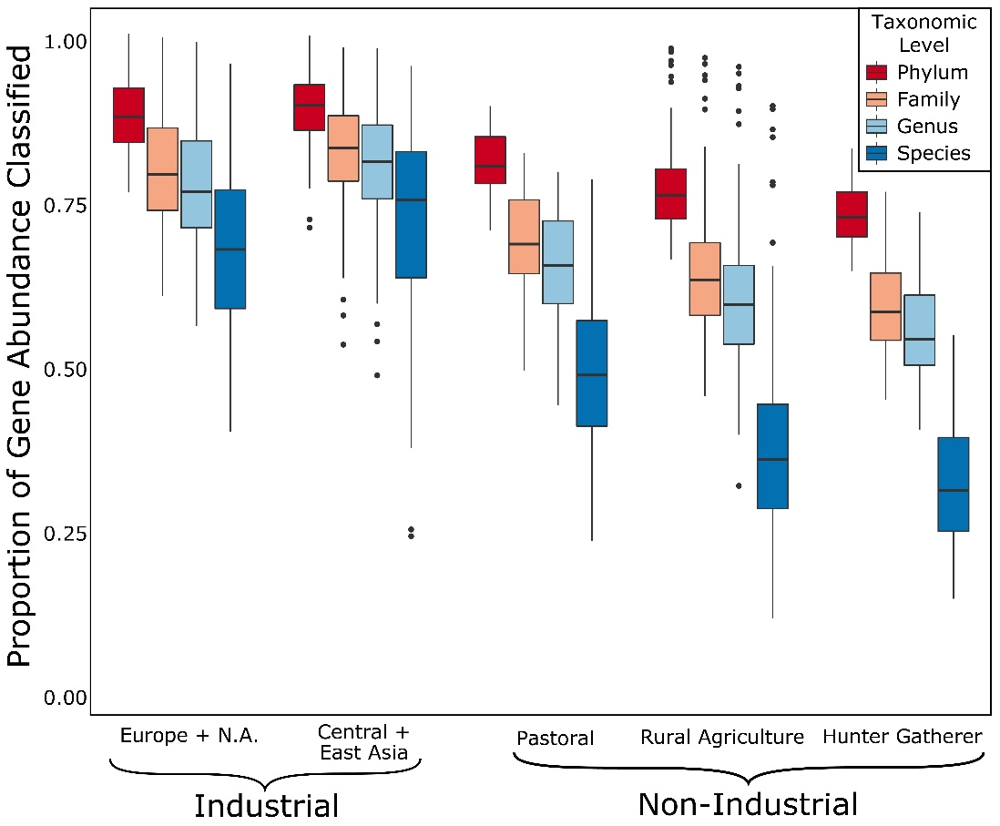 Proportion of Gene Abundance Classified
1.00
0.75
0.50
0.25
0.00
Taxonomic
Level
Phylum
Family
Genus
Species
Europe + N.A.
Central +
East Asia
Pastoral
Rural Agriculture
Hunter Gatherer
Industrial
Non-Industrial